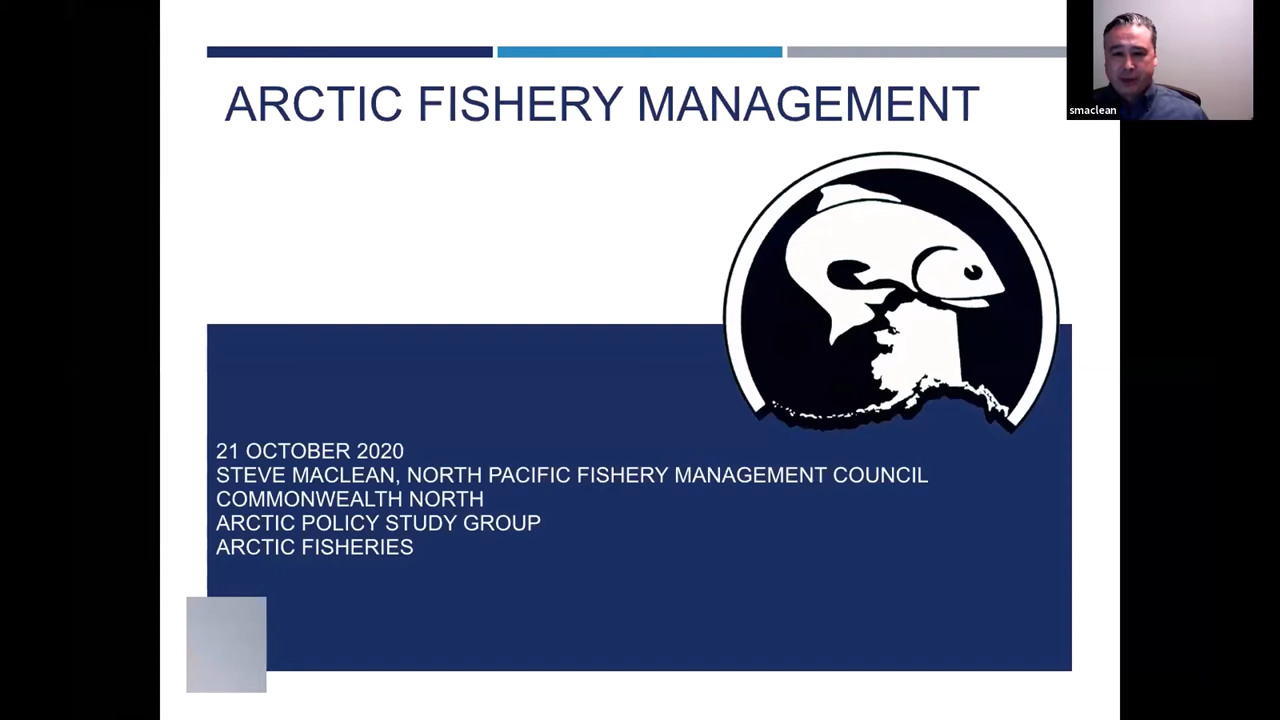 ARCTIC FISHERY MANAGEMENT
smaclean
21 OCTOBER 2020
STEVE MACLEAN, NORTH PACIFIC FISHERY MANAGEMENT COUNCIL
COMMONWEALTH NORTH
ARCTIC POLICY STUDY GROUP
ARCTIC FISHERIES